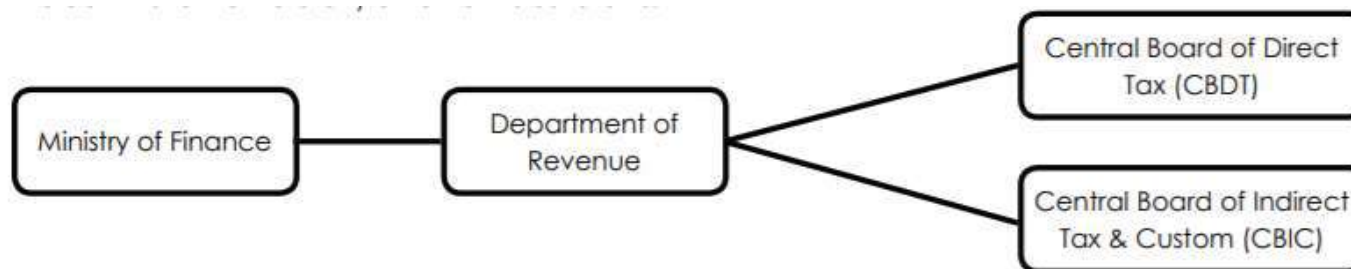 Ministry of Finance
Department of
Revenue
Central Board of Direct
Tax (CBDT)
Central Board of Indirect
Tax & Custom (CBIC)